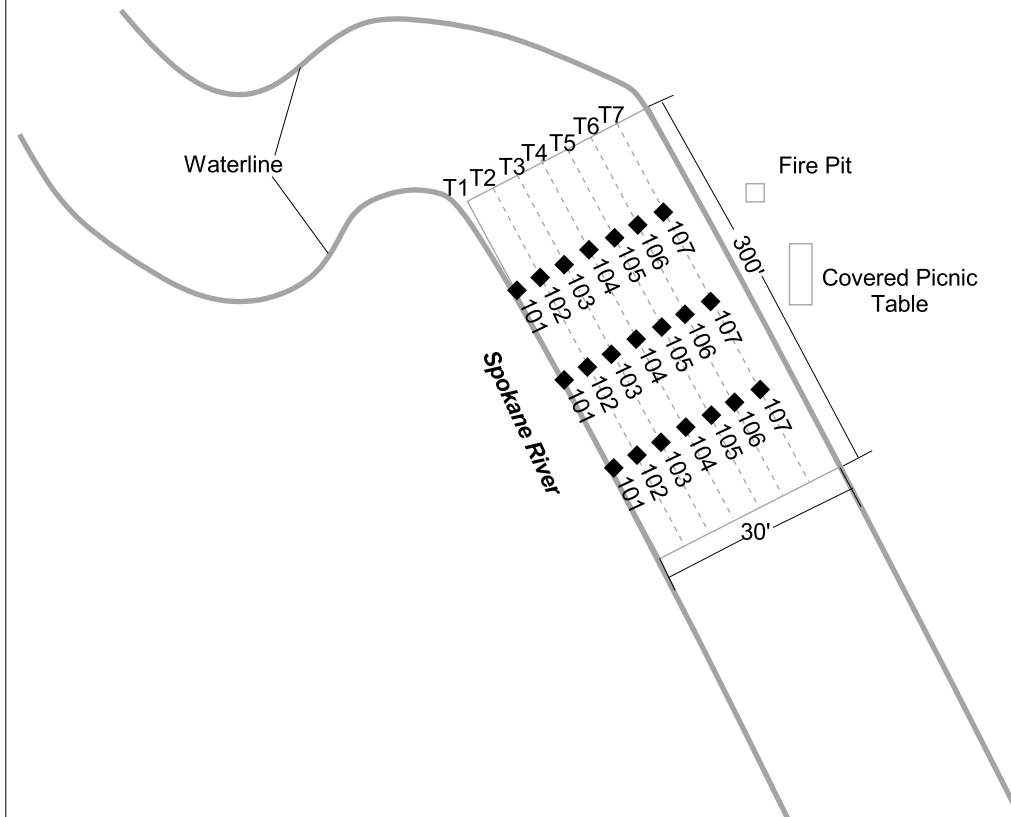 T7
T6
T5
T4
T3
T2
T1
Waterline
Fire Pit
300'
Covered Picnic
Table
107
106
105
104
103
102
101
107
106
105
104
103
102
101
107
106
105
104
103
102
101
Spokane River
30'